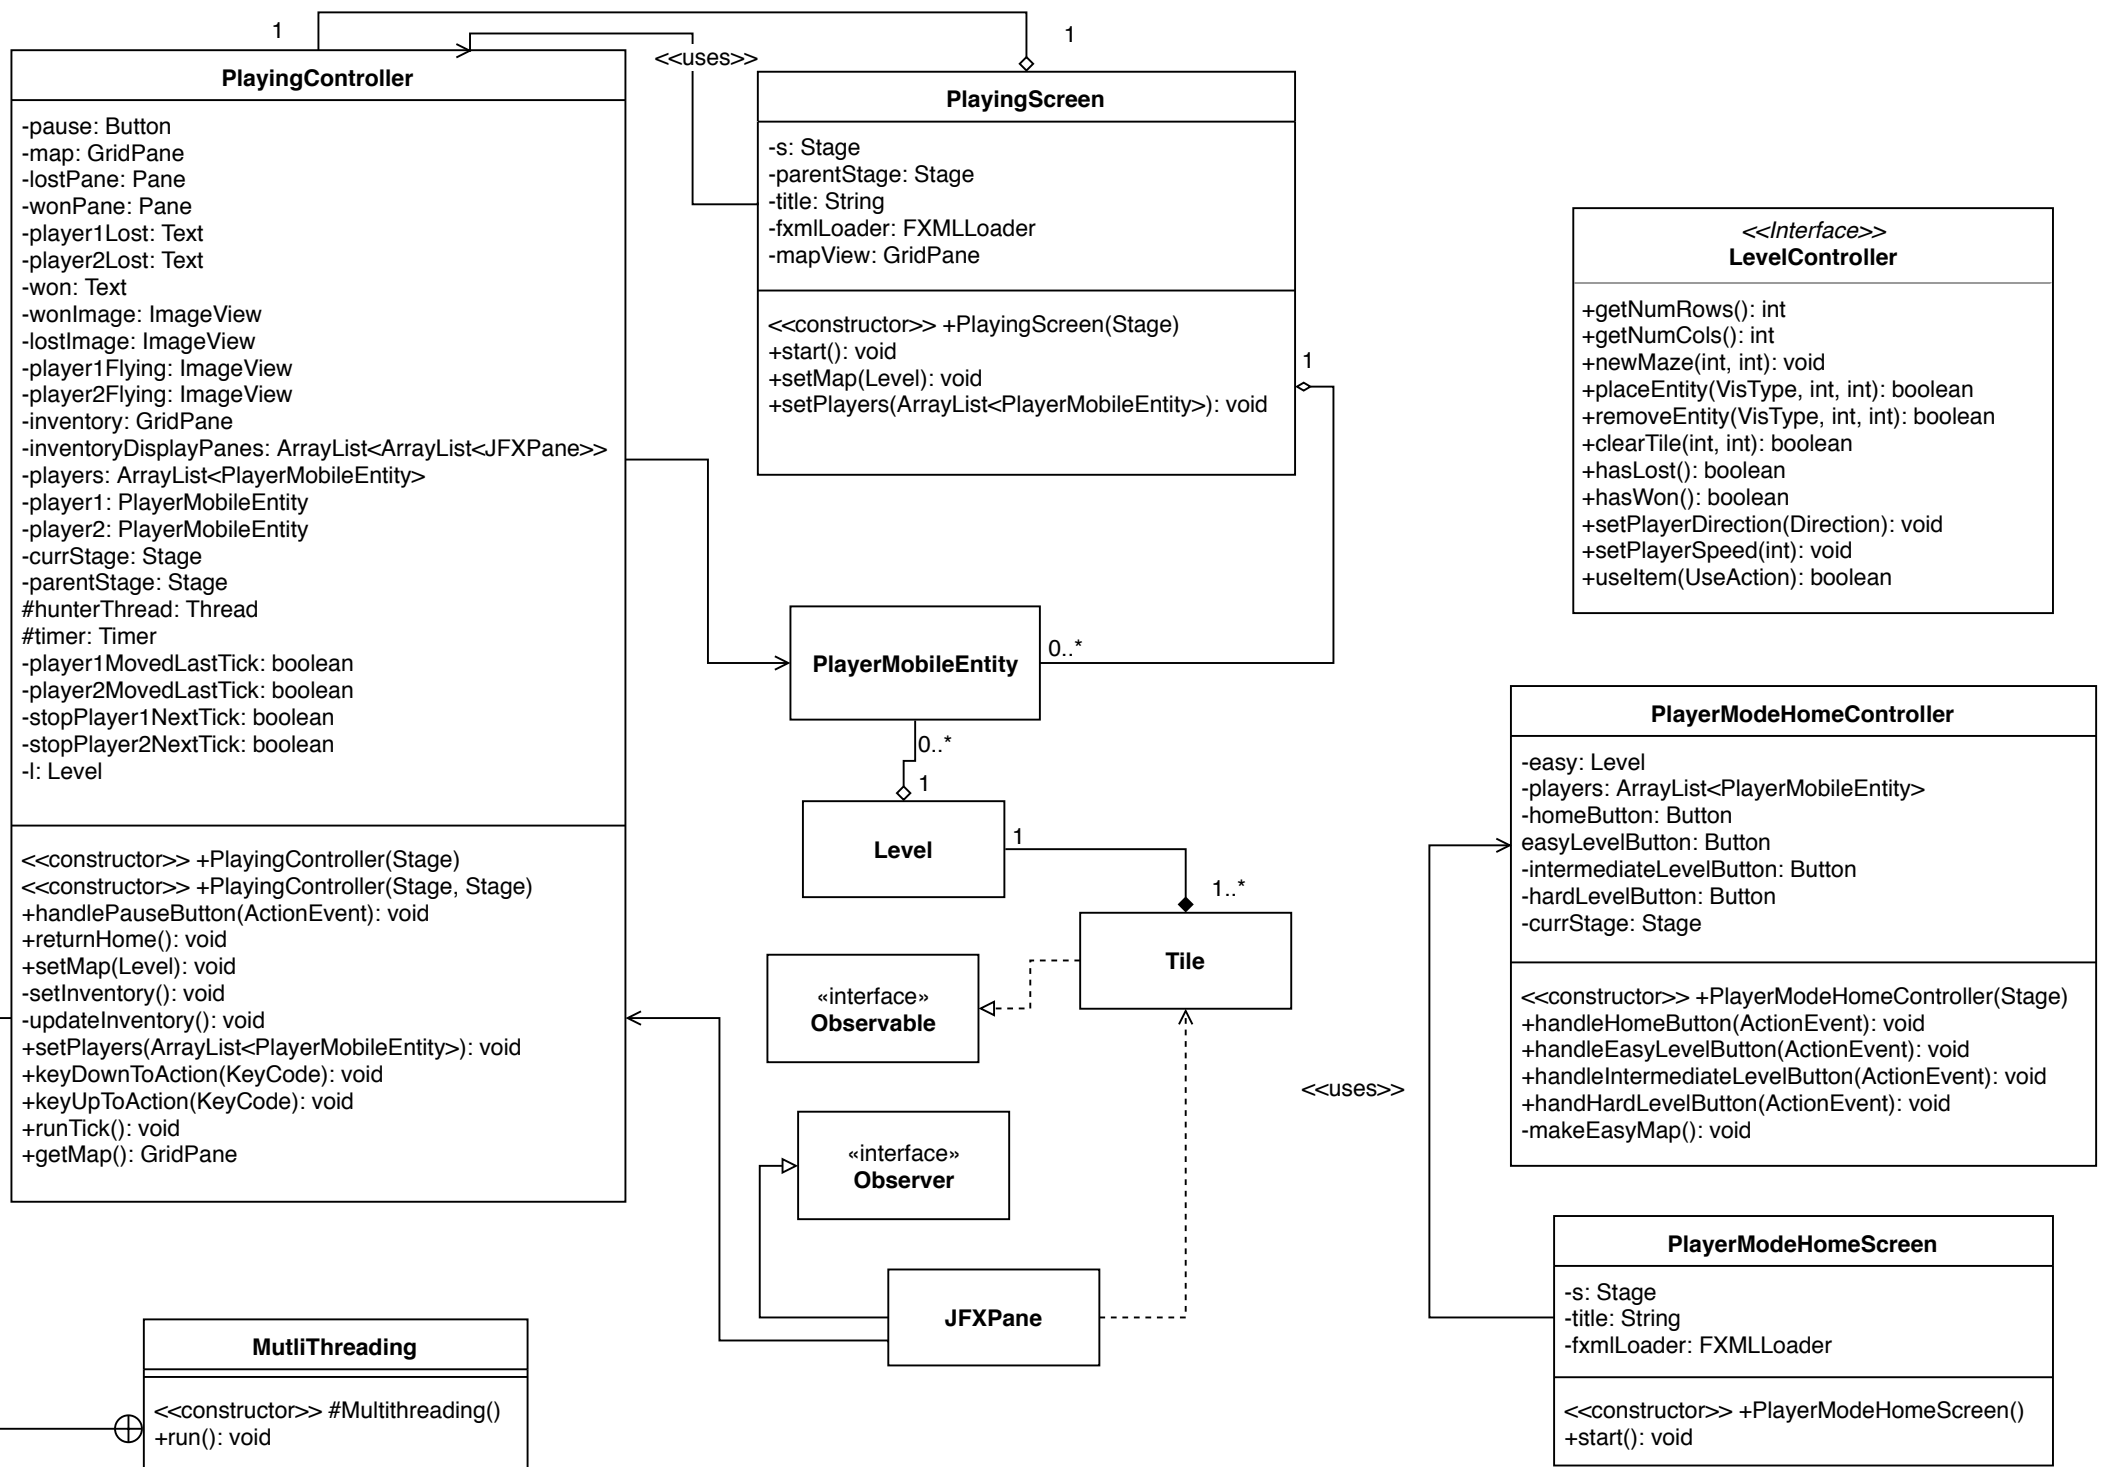 1
1
<<uses>>
PlayingController
-pause: Button
-map: GridPane
-lostPane: Pane
-wonPane: Pane
-player1Lost: Text
-player2Lost: Text
-won: Text
-wonImage: ImageView
-lostImage: ImageView
-player1Flying: ImageView
-player2Flying: ImageView
-inventory: GridPane
-inventoryDisplayPanes: ArrayList<ArrayList<JFXPane>>
-players: ArrayList<PlayerMobileEntity>
-player1: PlayerMobileEntity
-player2: PlayerMobileEntity
-currStage: Stage
-parentStage: Stage
#hunterThread: Thread
#timer: Timer
-player1MovedLastTick: boolean
-player2MovedLastTick: boolean
-stopPlayer1NextTick: boolean
-stopPlayer2NextTick: boolean
-l: Level
<<constructor>> +PlayingController(Stage)
<<constructor>> +PlayingController(Stage, Stage)
+handlePauseButton(ActionEvent): void
+returnHome(): void
+setMap(Level): void
-setInventory(): void
-updateInventory(): void
+setPlayers(ArrayList<PlayerMobileEntity>): void
+keyDownToAction(KeyCode): void
+keyUpToAction(KeyCode): void
+runTick(): void
+getMap(): GridPane
PlayingScreen
-s: Stage
-parentStage: Stage
-title: String
-fxmlLoader: FXMLLoader
-mapView: GridPane
<<constructor>> +PlayingScreen(Stage)
+start(): void
+setMap(Level): void
+setPlayers(ArrayList<PlayerMobileEntity>): void
1
<<Interface>>
LevelController
+getNumRows(): int
+getNumCols(): int
+newMaze(int, int): void
+placeEntity(VisType, int, int): boolean
+removeEntity(VisType, int, int): boolean
+clearTile(int, int): boolean
+hasLost(): boolean
+hasWon(): boolean
+setPlayerDirection(Direction): void
+setPlayerSpeed(int): void
+useItem(UseAction): boolean
PlayerMobileEntity
0..*
0..*
1
Level
1
1..*
Tile
«interface»
Observable
«interface»
Observer
JFXPane
<<uses>>
PlayerModeHomeController
-easy: Level
-players: ArrayList<PlayerMobileEntity>
-homeButton: Button
easyLevelButton: Button
-intermediateLevelButton: Button
-hardLevelButton: Button
-currStage: Stage
<<constructor>> +PlayerModeHomeController(Stage)
+handleHomeButton(ActionEvent): void
+handleEasyLevelButton(ActionEvent): void
+handleIntermediateLevelButton(ActionEvent): void
+handHardLevelButton(ActionEvent): void
-makeEasyMap(): void
PlayerModeHomeScreen
-s: Stage
-title: String
-fxmlLoader: FXMLLoader
<<constructor>> +PlayerModeHomeScreen()
+start(): void
MutliThreading
<<constructor>> #Multithreading()
+run(): void